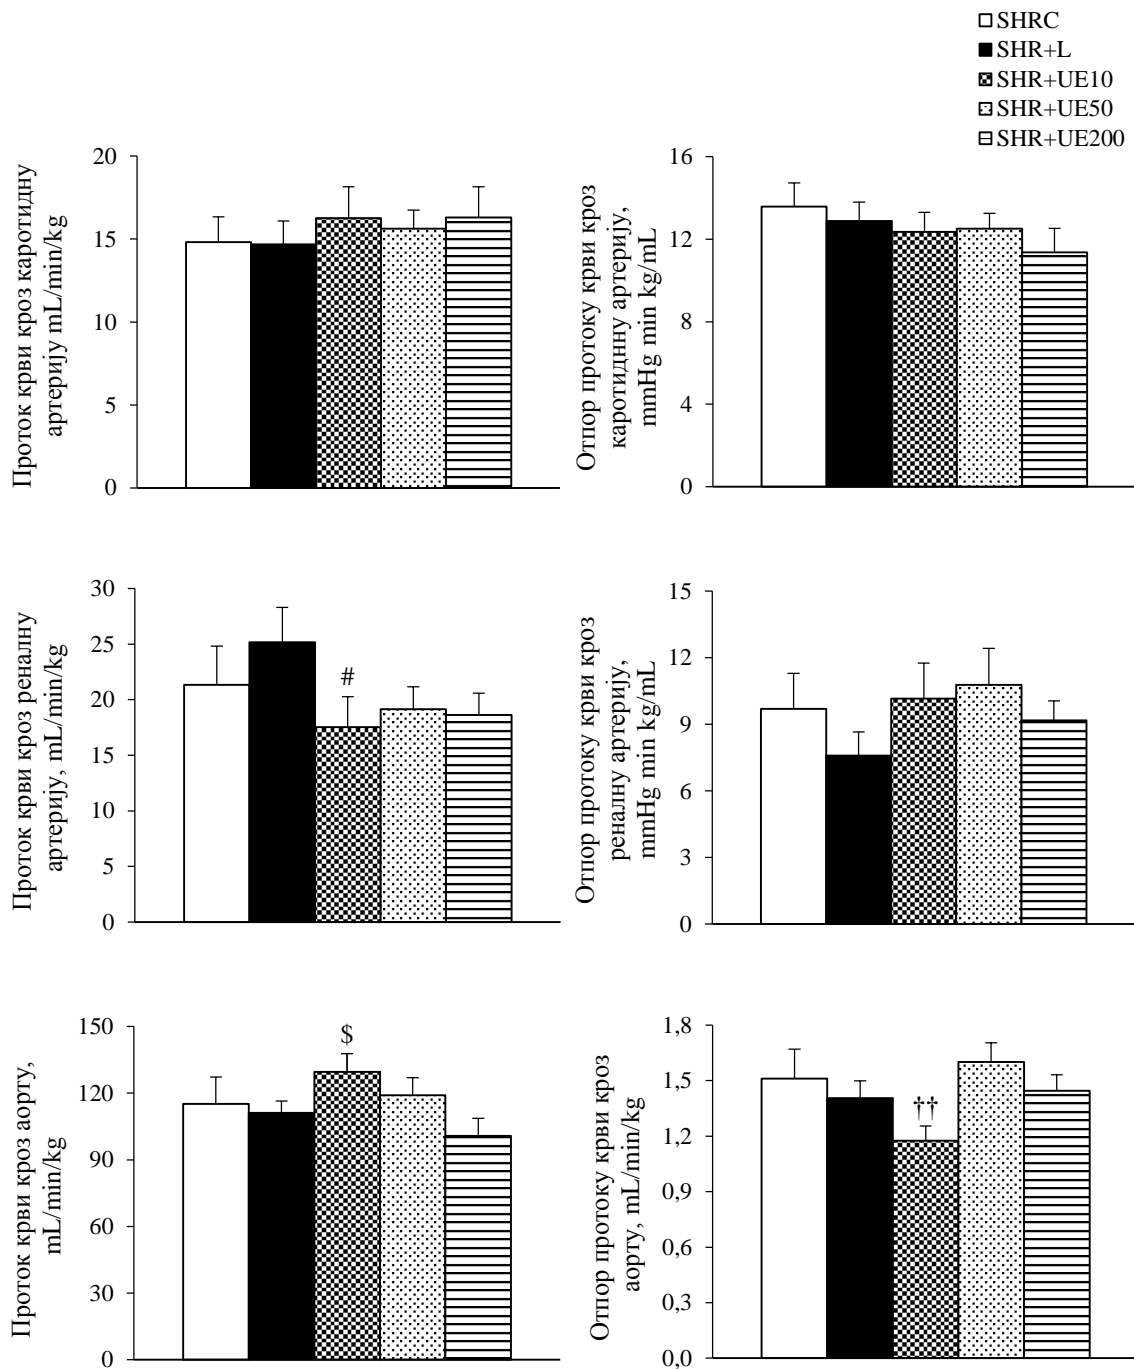 SHRC
SHR+L
SHR+UE10
SHR+UE50
SHR+UE200
Проток крви кроз каротидну
артерију mL/min/kg
20
15
10
5
0
Отпор протоку крви кроз
каротиднну артерију,
mmHg min kg/mL
16
12
8
4
0
Проток крви кроз реналну
артерију, mL/min/kg
30
25
20
15
10
5
0
#
Отпор протоку крви кроз
реналну артерију,
mmHg min kg/mL
15
12
9
6
3
0
Проток крви кроз аорту,
mL/min/kg
150
120
90
60
30
0
$
Отпор протоку крви кроз
аорту, mL/min/kg
1,8
1,5
1,2
0,9
0,6
0,3
0,0
††